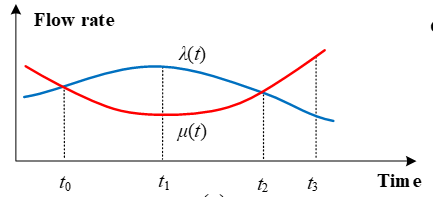 Flow rate
λ(t)
μ(t)
t0 t1 t2 t3 Time